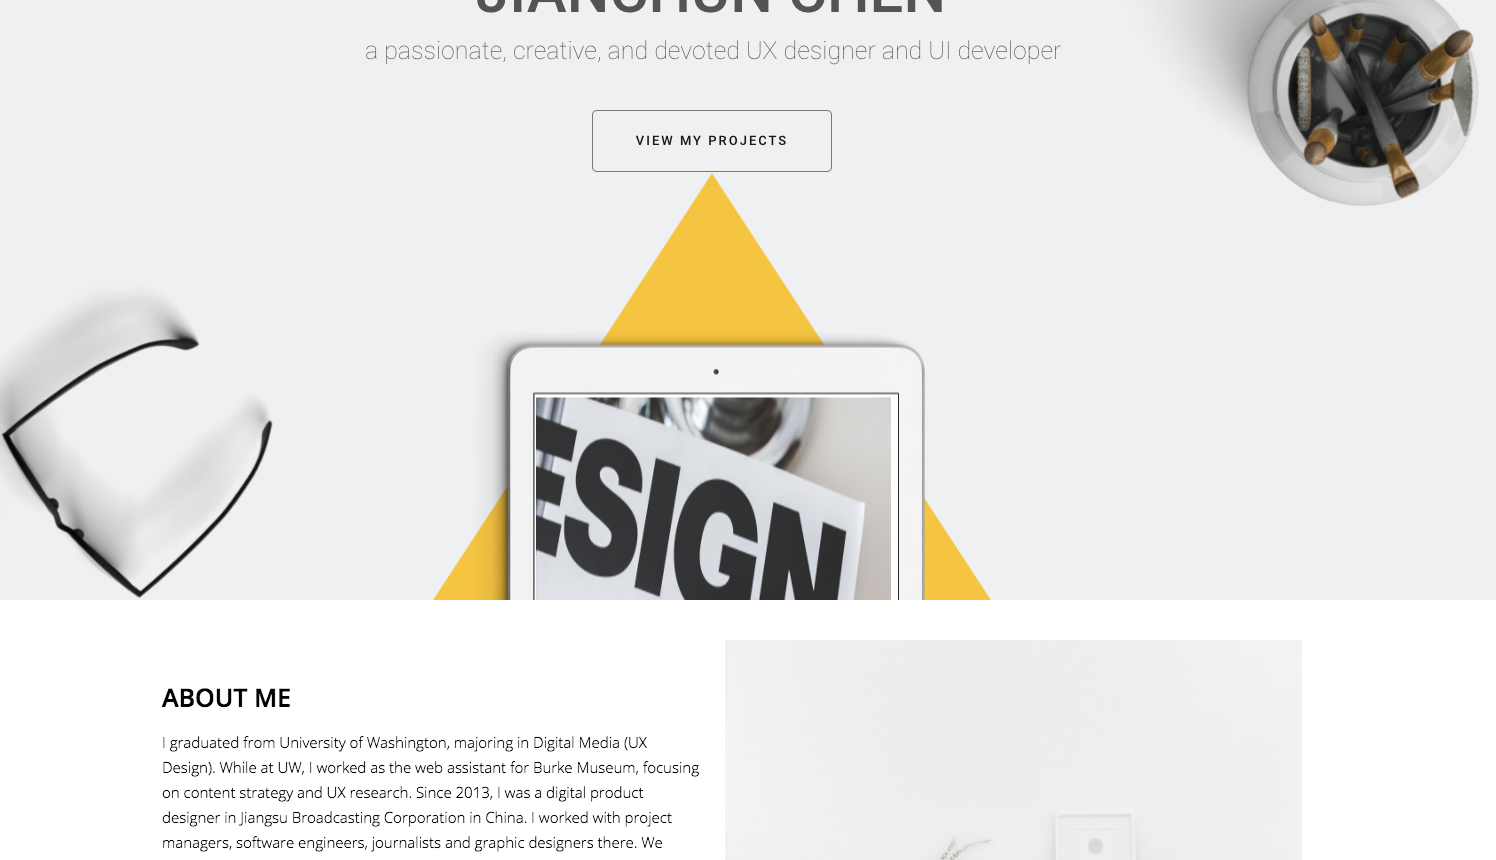 JIANCHUN CHEN
a passionate, creative, and devoted UX designer and UI developer
VIEW MY PROJECTS
ESIGN
ABOUT ME
I graduated from University of Washington, majoring in Digital Media (UX
Design). While at UW, I worked as the web assistant for Burke Museum, focusing
on content strategy and UX research. Since 2013, I was a digital product
designer in Jiangsu Broadcasting Corporation in China. I worked with project
managers, software engineers, journalists and graphic designers there. We